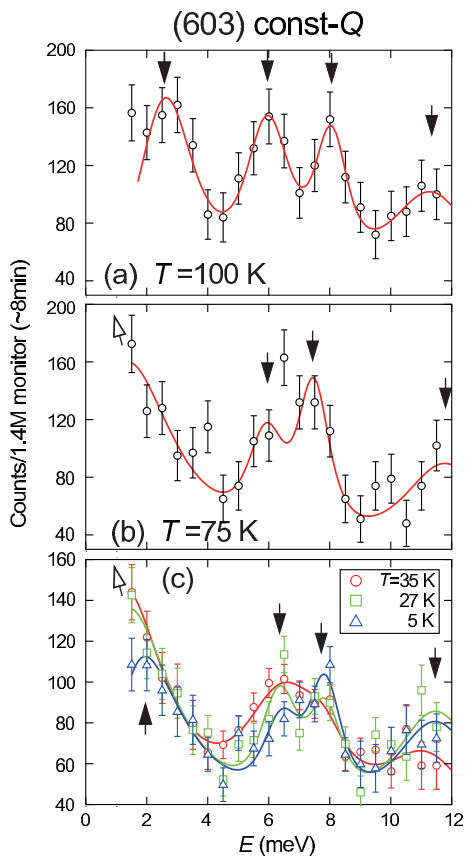 (603) const-Q
200
160
120
80
40
(a) T=100 K
200
160
120
80
40
(b) T=75 K
Counts/1.4M monitor (~8min)
160
140
120
100
80
60
40
(c)
T=35 K
27 K
5 K
0 2 4 6 8 10 12
E (meV)